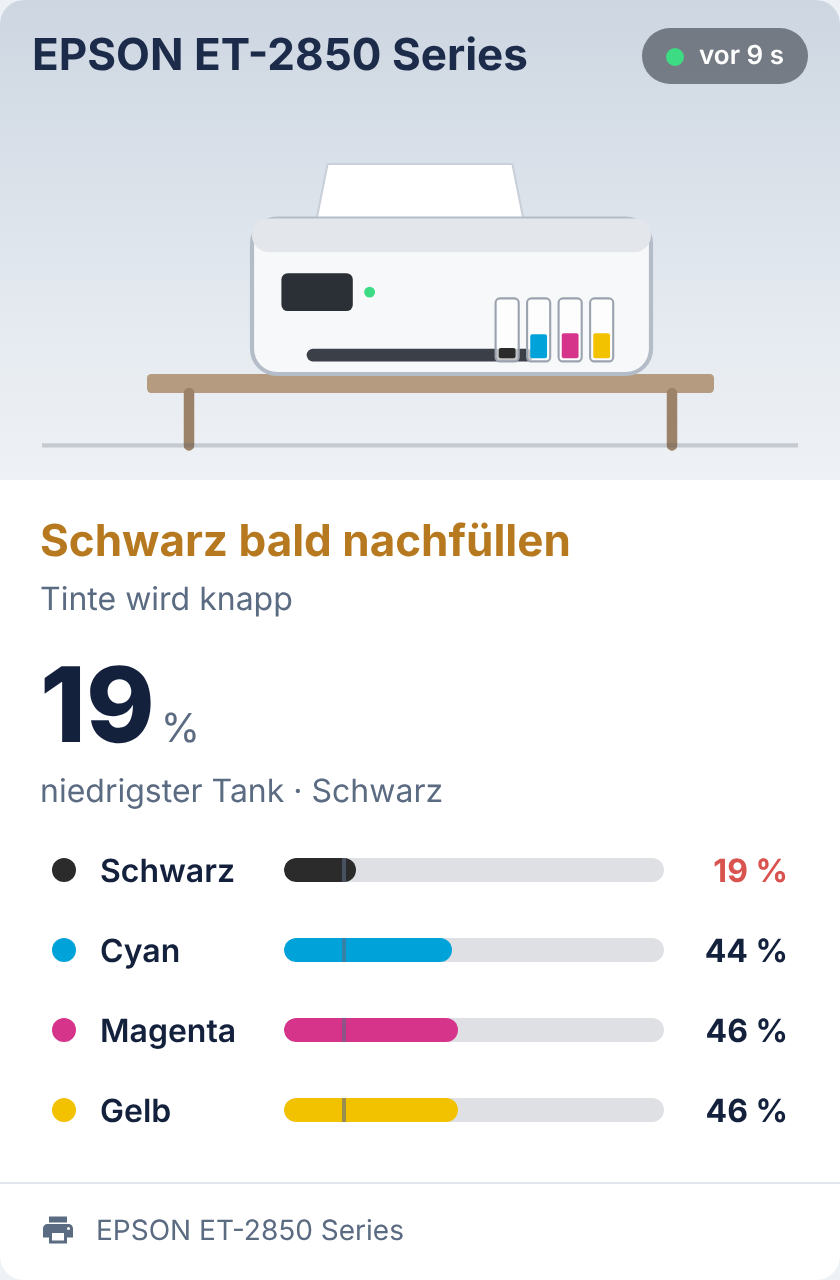 EPSON ET-2850 Series
vor 9 s
Schwarz bald nachfüllen
Tinte wird knapp
19 %
niedrigster Tank · Schwarz
Schwarz 19 %
Cyan 44 %
Magenta 46 %
Gelb 46 %
EPSON ET-2850 Series